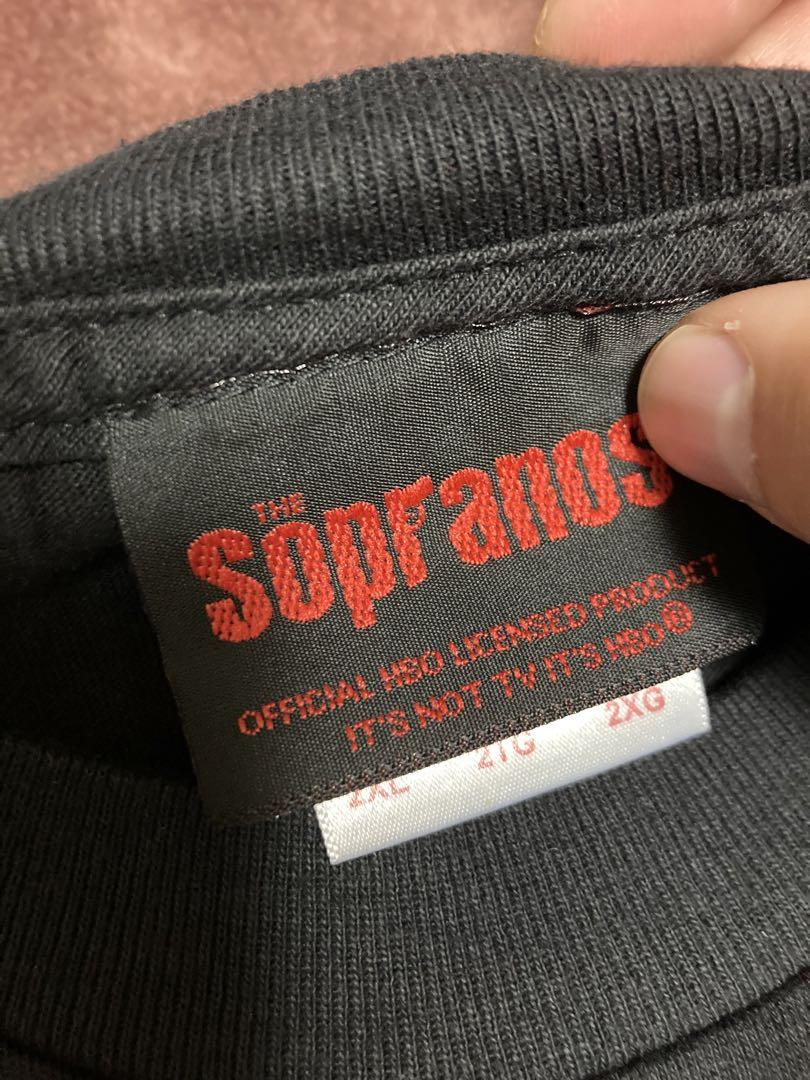 THE
Sopranos
OFFICIAL HBO LICENSED PRODUCT
IT'S NOT TV IT'S HBO®
2XL 2TG 2XG